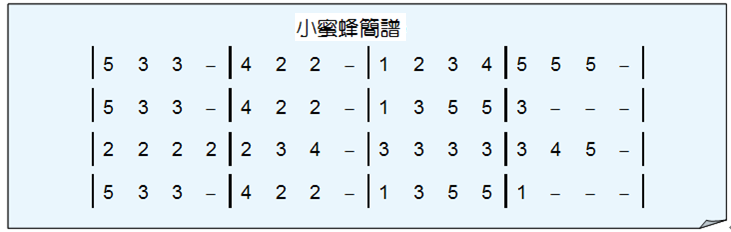 小蜜蜂簡譜
| 5 3 3 – | 4 2 2 – | 1 2 3 4 | 5 5 5 – |
| 5 3 3 – | 4 2 2 – | 1 3 5 5 | 3 – – – |
| 2 2 2 2 | 2 3 4 – | 3 3 3 3 | 3 4 5 – |
| 5 3 3 – | 4 2 2 – | 1 3 5 5 | 1 – – – |